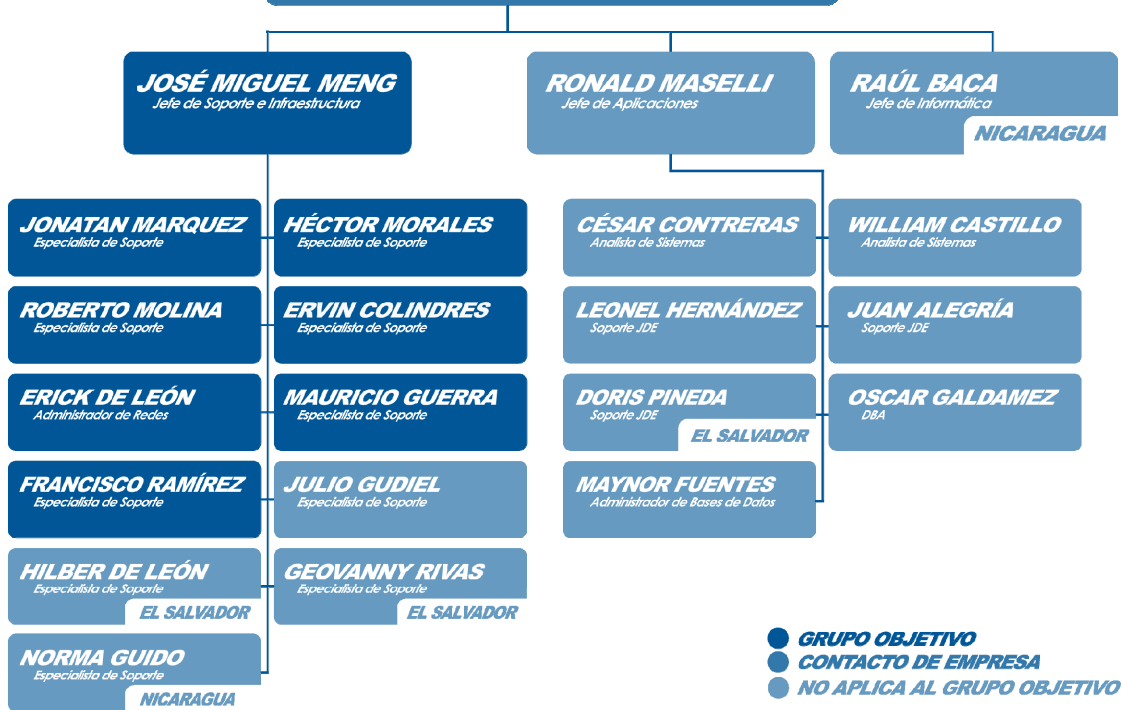 JOSÉ MIGUEL MENG
Jefe de Soporte e Infraestructura
RONALD MASELLI
Jefe de Aplicaciones
RAÚL BACA
Jefe de Informática
NICARAGUA
JONATAN MARQUEZ
Especialista de Soporte
HÉCTOR MORALES
Especialista de Soporte
CÉSAR CONTRERAS
Analista de Sistemas
WILLIAM CASTILLO
Analista de Sistemas
ROBERTO MOLINA
Especialista de Soporte
ERVIN COLINDRES
Especialista de Soporte
LEONEL HERNÁNDEZ
Soporte JDE
JUAN ALEGRÍA
Soporte JDE
ERICK DE LEÓN
Administrador de Redes
MAURICIO GUERRA
Especialista de Soporte
DORIS PINEDA
Soporte JDE
EL SALVADOR
OSCAR GALDAMEZ
DBA
FRANCISCO RAMÍREZ
Especialista de Soporte
JULIO GUDIEL
Especialista de Soporte
MAYNOR FUENTES
Administrador de Bases de Datos
HILBER DE LEÓN
Especialista de Soporte
EL SALVADOR
GEOVANNY RIVAS
Especialista de Soporte
EL SALVADOR
NORMA GUIDO
Especialista de Soporte
NICARAGUA
GRUPO OBJETIVO
CONTACTO DE EMPRESA
NO APLICA AL GRUPO OBJETIVO